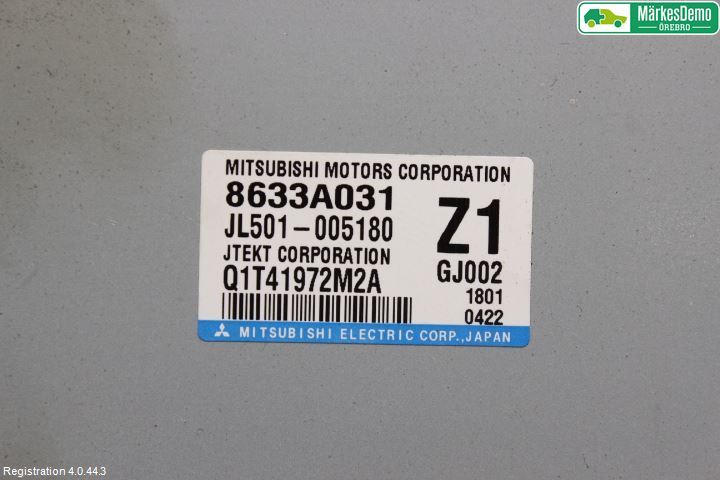 MärkesDemo
ÖREBRO
MITSUBISHI MOTORS CORPORATION
8633A031
JL501-005180
Z1
JTEKT CORPORATION
GJ002
Q1T41972M2A
1801
0422
MITSUBISHI ELECTRIC CORP.,JAPAN
Registration 4.0.44.3